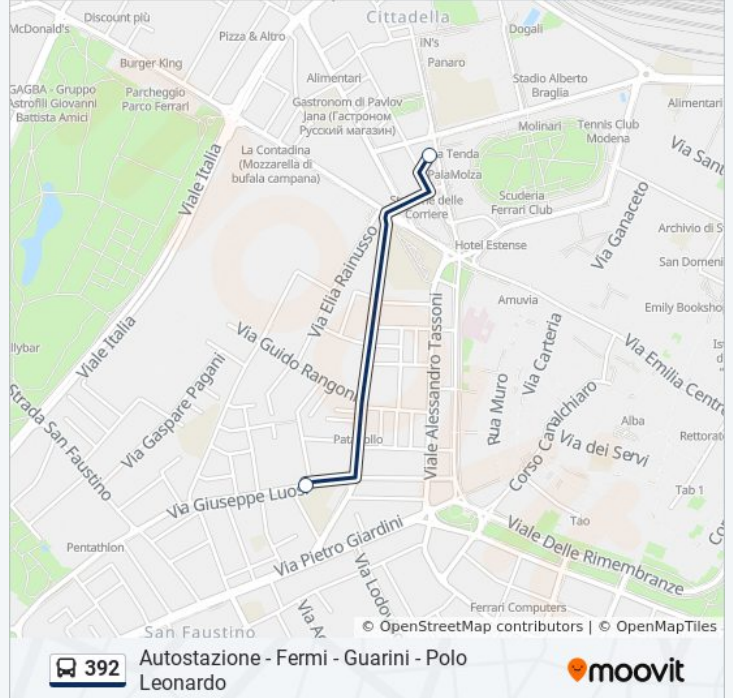 Cittadella
Discount più
McDonald's
Dogali
IN's
Pizza & Altro
Panaro
Burger King
Alimentari
Stadio Alberto
Braglia
GAGBA - Gruppo
Astrofili Giovanni
Battista Amici
Parcheggio
Parco Ferrari
Gastronom di Pavlov
Jana (Гастроном
Русский магазин)
Alimentari
Molinari
Tennis Club
Modena
La Contadina
(Mozzarella di
bufala campana)
Tenda
PalaMolza
Viale Italia
Scuderia
Ferrari Club
delle
Corriere
Via Ganaceto
Archivio di S
Hotel Estense
Via Elia Rainusso
San Domeni
Amuvia
Emily Bookshop
Viale Italia
Via Guido Rangoni
Viale Alessandro Tassoni
Via Carteria
Via Emilia Centro
Via Gaspare Pagani
Rua Muro
Corso Canalchiaro
Strada San Faustino
Alba
Via dei Servi
Rettorat
Via Giuseppe Luosi
Tab 1
Pentathlon
Via Pietro Giardini
Tao
Viale Delle Rimembranze
Ferrari Computers
San Faustino
© OpenStreetMap contributors | © OpenMapTiles
392
Autostazione - Fermi - Guarini - Polo
Leonardo
moovit